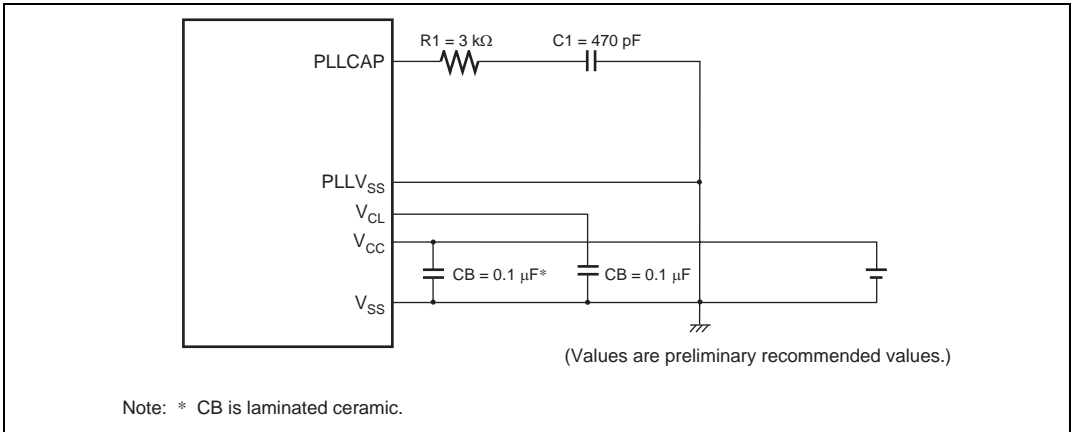 R1 = 3 kΩ C1 = 470 pF
PLLCAP
PLLVSS
VCL
VCC
CB = 0.1 μF* CB = 0.1 μF
VSS
(Values are preliminary recommended values.)
Note: * CB is laminated ceramic.